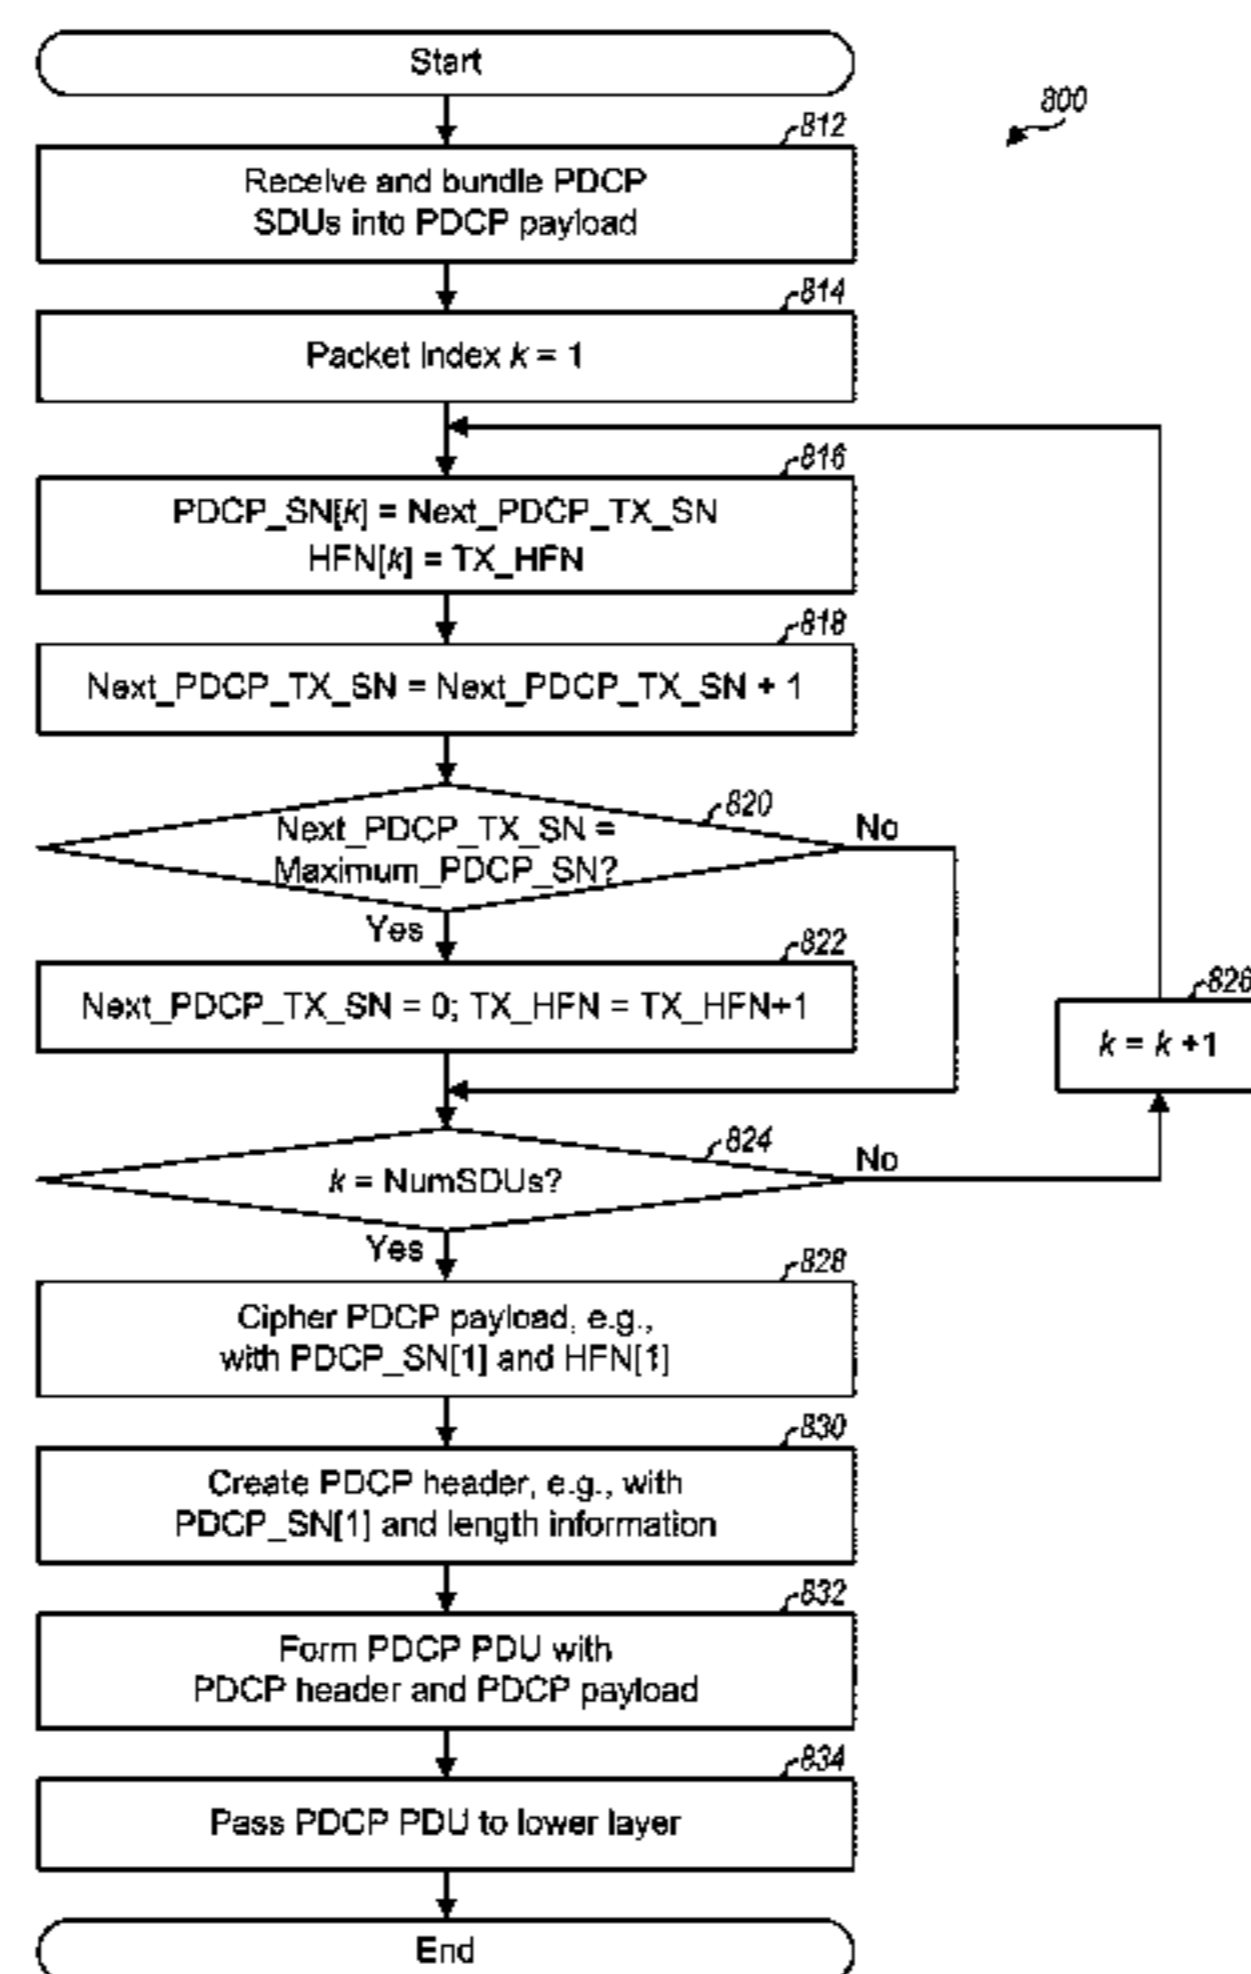 Start
800
812
Receive and bundle PDCP
SDUs into PDCP payload
814
Packet Index k = 1
816
PDCP_SN[k] = Next_PDCP_TX_SN
HFN[k] = TX_HFN
818
Next_PDCP_TX_SN = Next_PDCP_TX_SN + 1
820
Next_PDCP_TX_SN =
Maximum_PDCP_SN?
No
Yes
822
Next_PDCP_TX_SN = 0; TX_HFN = TX_HFN+1
826
k = k +1
824
k = NumSDUs?
No
Yes
828
Cipher PDCP payload, e.g.,
with PDCP_SN[1] and HFN[1]
830
Create PDCP header, e.g., with
PDCP_SN[1] and length information
832
Form PDCP PDU with
PDCP header and PDCP payload
834
Pass PDCP PDU to lower layer
End